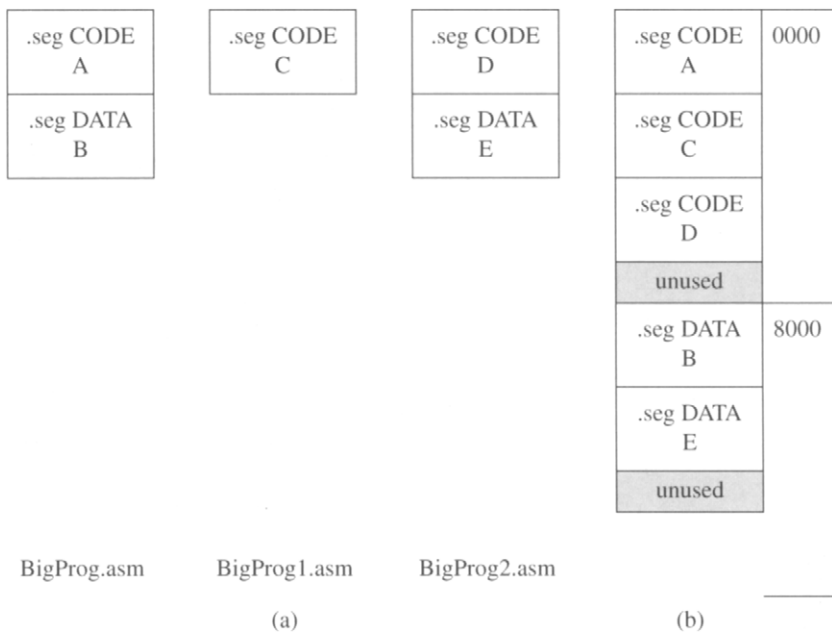 .seg CODE
A
.seg DATA
B
.seg CODE
C
.seg CODE
D
.seg DATA
E
.seg CODE
A
0000
.seg CODE
C
.seg CODE
D
unused
.seg DATA
B
8000
.seg DATA
E
unused
BigProg.asm
BigProg1.asm
BigProg2.asm
(a)
(b)